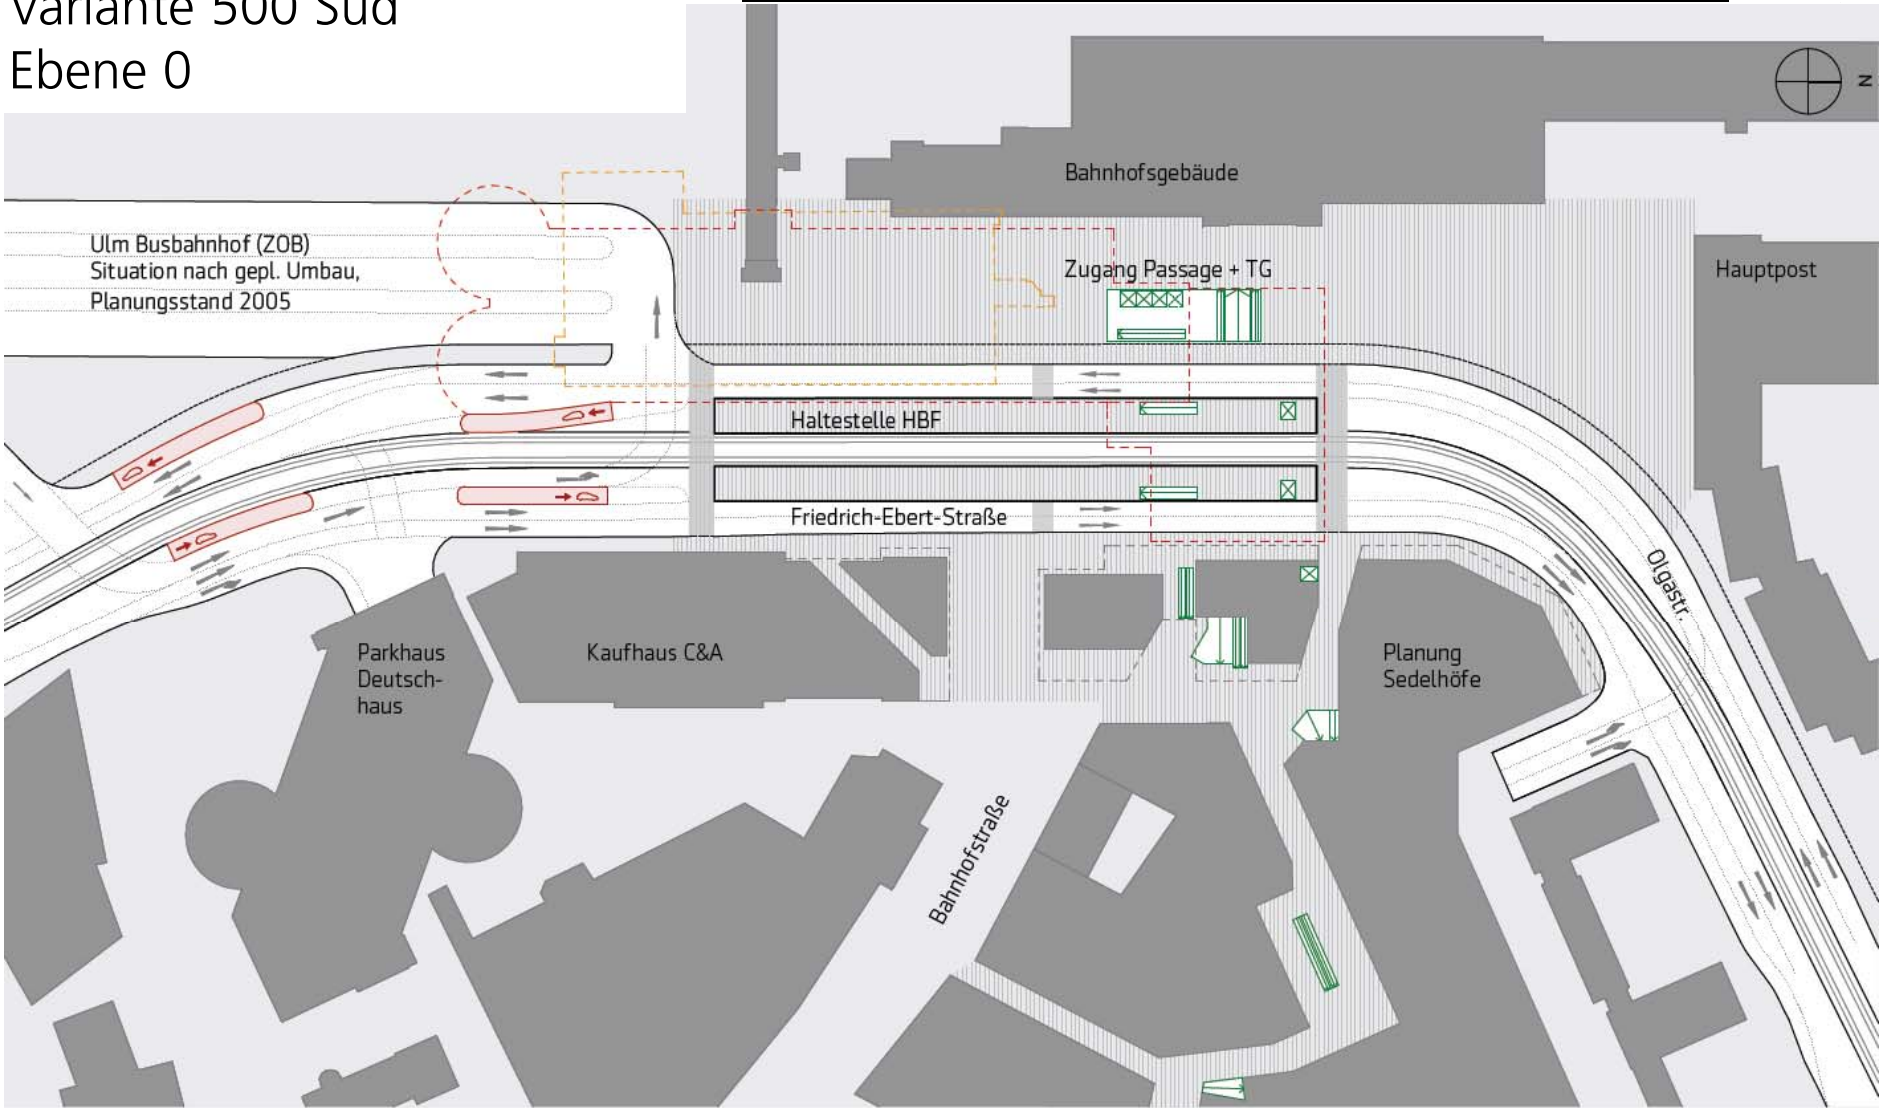 Variante 500 Süd
Ebene 0
N
Bahnhofsgebäude
Ulm Busbahnhof (ZOB)
Situation nach gepl. Umbau,
Planungsstand 2005
Zugang Passage + TG
Hauptpost
Haltestelle HBF
Friedrich-Ebert-Straße
Olgastr.
Parkhaus
Deutsch-
haus
Kaufhaus C&A
Planung
Sedelhöfe
Bahnhofstraße